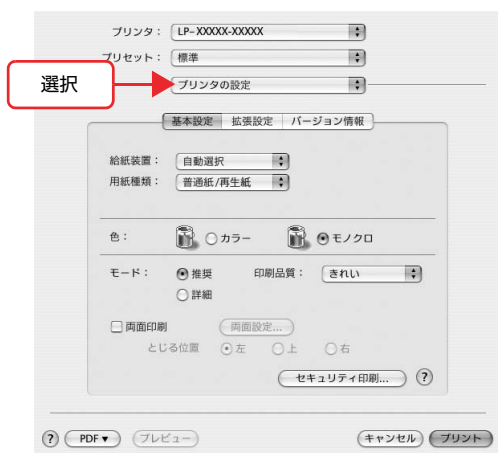 プリンタ： LP-XXXXX-XXXXX
プリセット： 標準
選択
プリンタの設定
基本設定 拡張設定 バージョン情報
給紙装置： 自動選択
用紙種類： 普通紙/再生紙
色： カラー モノクロ
モード： 推奨 印刷品質： きれい
詳細
両面印刷 両面設定...
とじる位置 左 上 右
セキュリティ印刷... ?
? PDF▼ プレビュー キャンセル プリント